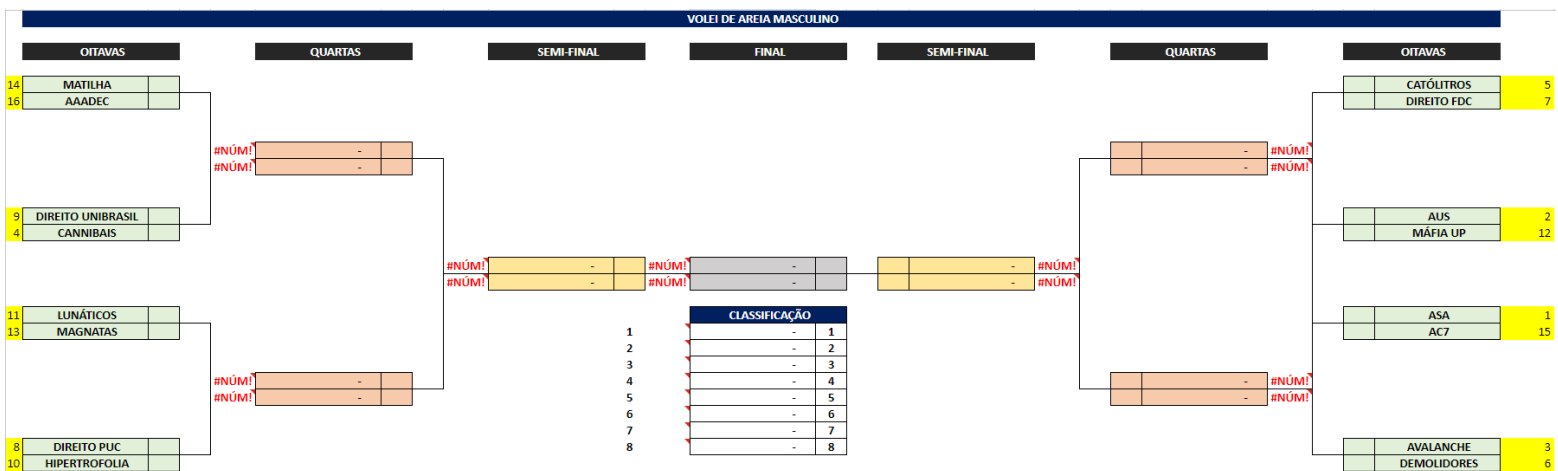 VOLEI DE AREIA MASCULINO
OITAVAS QUARTAS SEMI-FINAL FINAL SEMI-FINAL QUARTAS OITAVAS
14 MATILHA CATÓLITROS 5
16 AAADEC DIREITO FDC 7
#NÚM! - - #NÚM!
#NÚM! - - #NÚM!
9 DIREITO UNIBRASIL AUS 2
4 CANNIBAIS MÁFIA UP 12
#NÚM! - #NÚM! - - #NÚM!
#NÚM! - #NÚM! - - #NÚM!
11 LUNÁTICOS CLASSIFICAÇÃO ASA 1
13 MAGNATAS 1 - 1 AC7 15
2 - 2
3 - 3
#NÚM! - 4 - 4 - #NÚM!
#NÚM! - 5 - 5 - #NÚM!
6 - 6
7 - 7
8 DIREITO PUC 8 - 8 AVALANCHE 3
10 HIPERTROFOLIA DEMOLIDORES 6